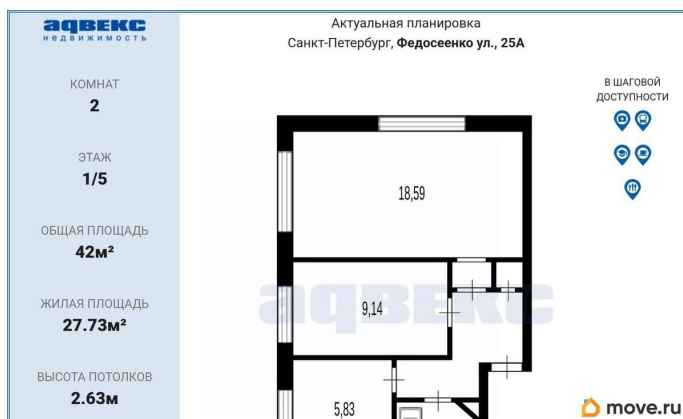 адвекс
НЕДВИЖИМОСТЬ
КОМНАТ
2
ЭТАЖ
1/5
ОБЩАЯ ПЛОЩАДЬ
42м²
ЖИЛАЯ ПЛОЩАДЬ
27.73м²
ВЫСОТА ПОТОЛКОВ
2.63м
Актуальная планировка
Санкт-Петербург, Федосеенко ул., 25А
В ШАГОВОЙ
ДОСТУПНОСТИ
18,59
адвекс
9,14
5,83
move.ru